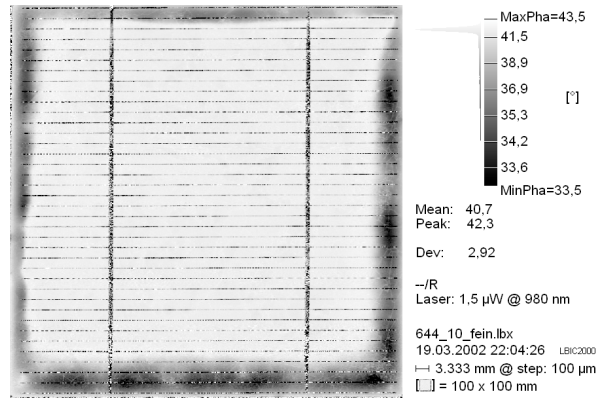 MaxPha=43,5
41,5
38,9
36,9
[°]
35,3
34,2
33,6
MinPha=33,5
Mean: 40,7
Peak: 42,3
Dev: 2,92
--/R
Laser: 1,5 µW @ 980 nm
644_10_fein.lbx
19.03.2002 22:04:26 LBIC2000
3.333 mm @ step: 100 µm
[ ] = 100 x 100 mm